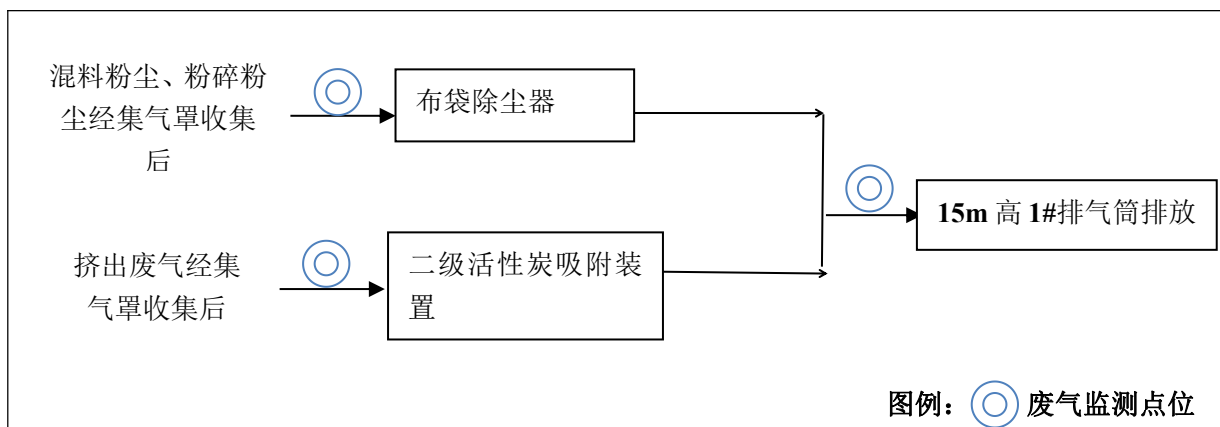 混料粉尘、粉碎粉
尘经集气罩收集
后
布袋除尘器
15m 高 1#排气筒排放
挤出废气经集
气罩收集后
二级活性炭吸附装
置
图例： 废气监测点位